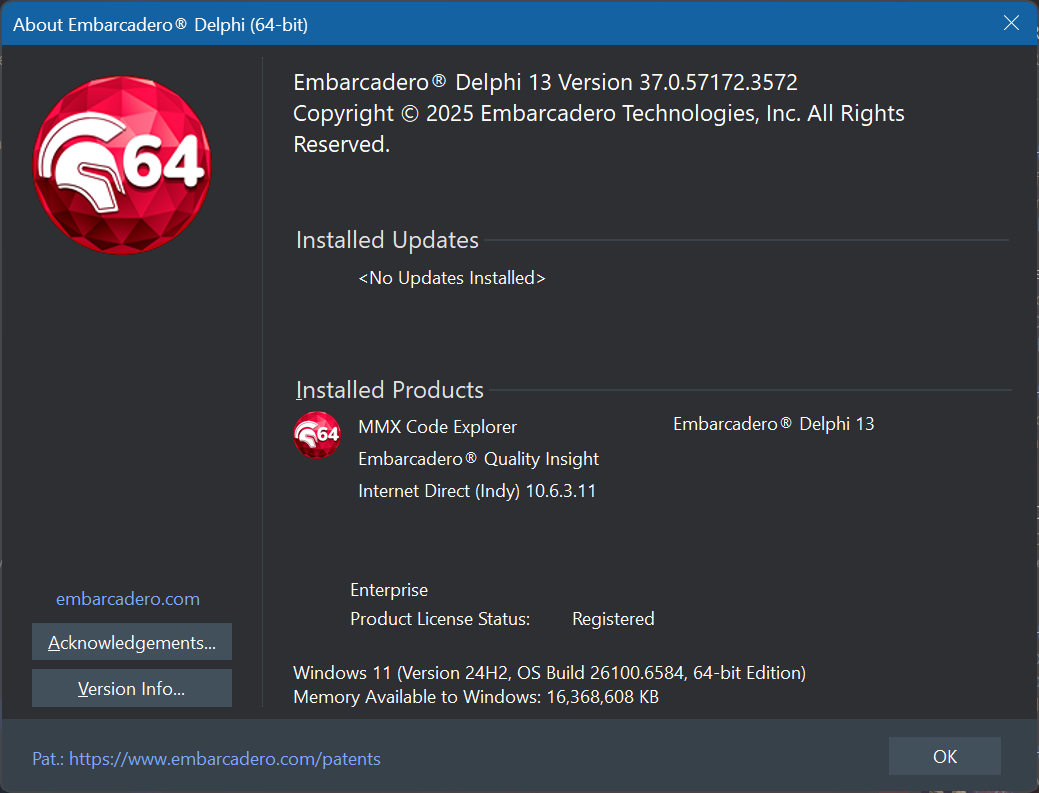 About Embarcadero® Delphi (64-bit)
64
Embarcadero® Delphi 13 Version 37.0.57172.3572
Copyright © 2025 Embarcadero Technologies, Inc. All Rights
Reserved.
Installed Updates
<No Updates Installed>
Installed Products
64
MMX Code Explorer
Embarcadero® Delphi 13
Embarcadero® Quality Insight
Internet Direct (Indy) 10.6.3.11
Enterprise
Product License Status: Registered
embarcadero.com
Acknowledgements...
Version Info...
Windows 11 (Version 24H2, OS Build 26100.6584, 64-bit Edition)
Memory Available to Windows: 16,368,608 KB
Pat.: https://www.embarcadero.com/patents
OK